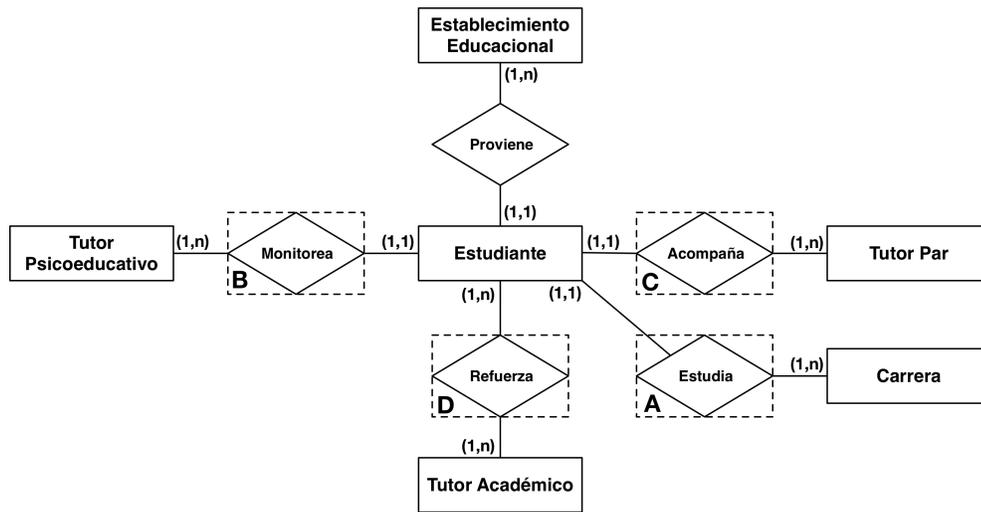 Establecimiento
Educacional
(1,n)
Proviene
(1,1)
Tutor
Psicoeducativo
(1,n)
Monitorea
B
(1,1)
Estudiante
(1,1)
Acompaña
C
(1,n)
Tutor Par
(1,n)
(1,1)
Refuerza
D
Estudia
A
(1,n)
Carrera
(1,n)
Tutor Académico